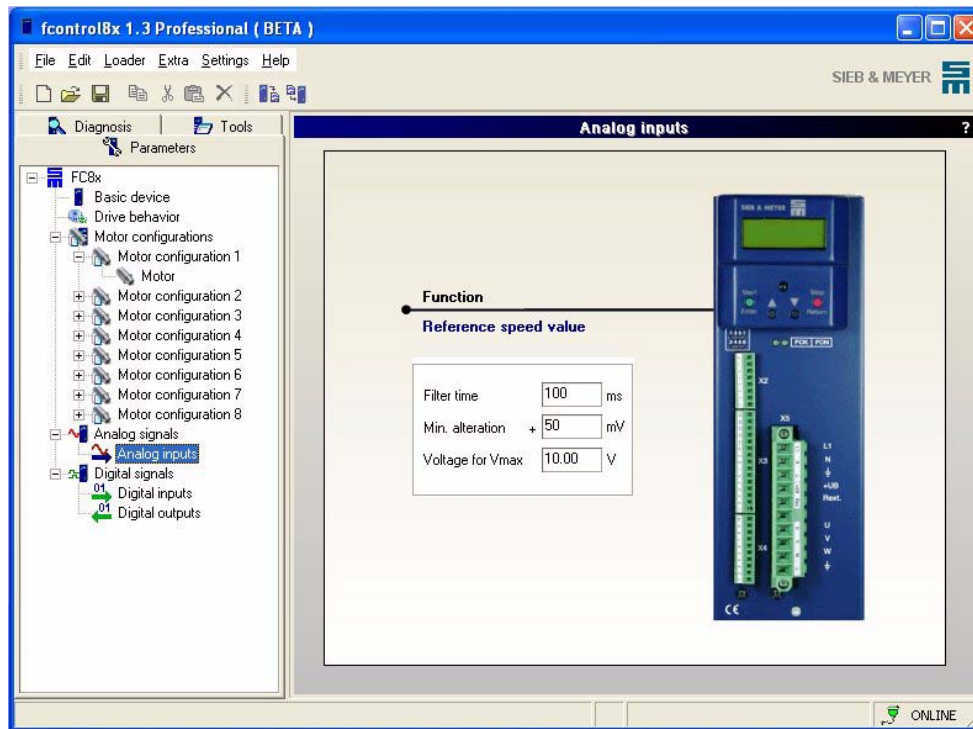 fcontrol8x 1.3 Professional ( BETA )
File Edit Loader Extra Settings Help
SIEB & MEYER
Diagnosis
Tools
Parameters
FC8x
Basic device
Drive behavior
Motor configurations
Motor configuration 1
Motor
Motor configuration 2
Motor configuration 3
Motor configuration 4
Motor configuration 5
Motor configuration 6
Motor configuration 7
Motor configuration 8
Analog signals
Analog inputs
Digital signals
01 Digital inputs
01 Digital outputs
Analog inputs ?
Function
Reference speed value
Filter time 100 ms
Min. alteration + 50 mV
Voltage for Vmax 10.00 V
SIEB & MEYER
Start
Stop
Enter
Return
X2
X5
L1
N
X3
+UB
Rext.
U
V
X4
W
CE
ONLINE